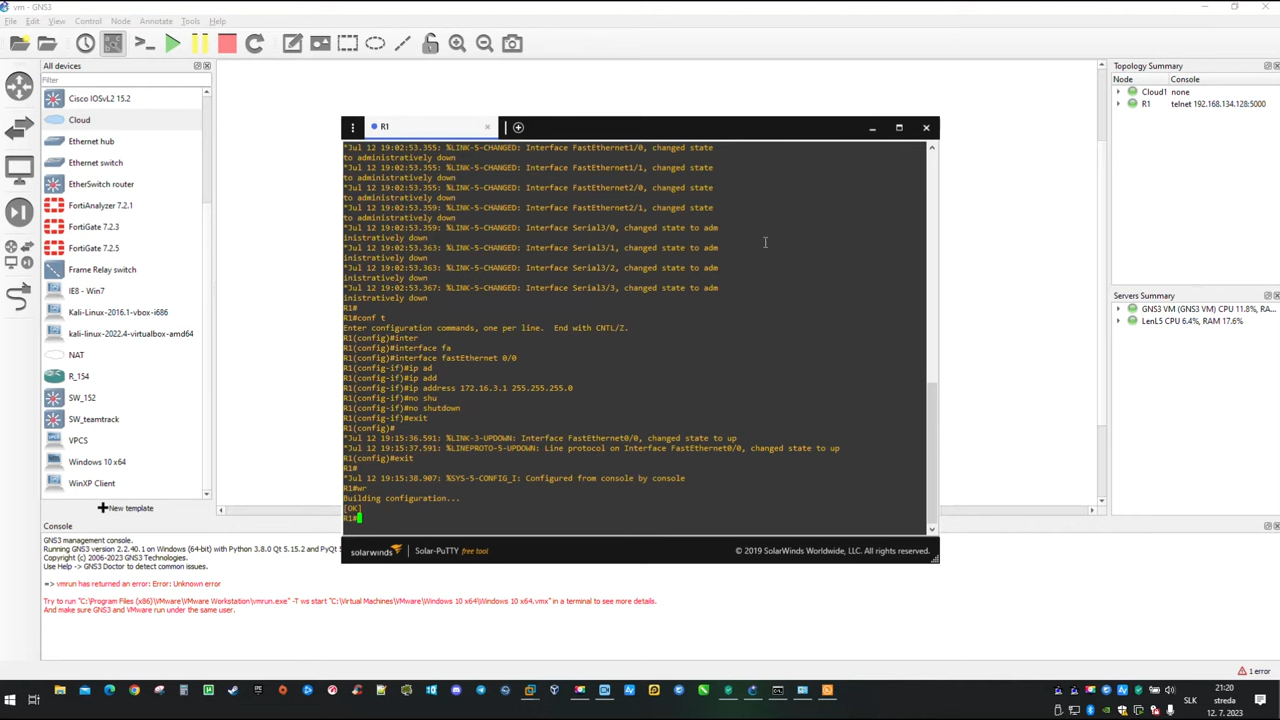 vm - GNS3
File Edit View Control Node Annotate Tools Help
All devices
Filter
Cisco IOSvL2 15.2
Cloud
Ethernet hub
Ethernet switch
EtherSwitch router
FortiAnalyzer 7.2.1
FortiGate 7.2.3
FortiGate 7.2.5
Frame Relay switch
IE8 - Win7
Kali-Linux-2016.1-vbox-i686
kali-linux-2022.4-virtualbox-amd64
NAT
R_154
SW_152
SW_teamtrack
VPCS
Windows 10 x64
WinXP Client
New template
R1
*Jul 12 19:02:53.355: %LINK-5-CHANGED: Interface FastEthernet1/0, changed state
to administratively down
*Jul 12 19:02:53.355: %LINK-5-CHANGED: Interface FastEthernet1/1, changed state
to administratively down
*Jul 12 19:02:53.355: %LINK-5-CHANGED: Interface FastEthernet2/0, changed state
to administratively down
*Jul 12 19:02:53.359: %LINK-5-CHANGED: Interface FastEthernet2/1, changed state
to administratively down
*Jul 12 19:02:53.359: %LINK-5-CHANGED: Interface Serial3/0, changed state to adm
inistratively down
*Jul 12 19:02:53.363: %LINK-5-CHANGED: Interface Serial3/1, changed state to adm
inistratively down
*Jul 12 19:02:53.363: %LINK-5-CHANGED: Interface Serial3/2, changed state to adm
inistratively down
*Jul 12 19:02:53.367: %LINK-5-CHANGED: Interface Serial3/3, changed state to adm
inistratively down
R1#
R1#conf t
Enter configuration commands, one per line.  End with CNTL/Z.
R1(config)#inter
R1(config)#interface fa
R1(config)#interface fastEthernet 0/0
R1(config-if)#ip ad
R1(config-if)#ip add
R1(config-if)#ip address 172.16.3.1 255.255.255.0
R1(config-if)#no shu
R1(config-if)#no shutdown
R1(config-if)#exit
R1(config)#
*Jul 12 19:15:36.591: %LINK-3-UPDOWN: Interface FastEthernet0/0, changed state to up
*Jul 12 19:15:37.591: %LINEPROTO-5-UPDOWN: Line protocol on Interface FastEthernet0/0, changed state to up
R1(config)#exit
R1#
*Jul 12 19:15:38.907: %SYS-5-CONFIG_I: Configured from console by console
R1#wr
Building configuration...
[OK]
R1#
solarwinds Solar-PuTTY free tool
© 2019 SolarWinds Worldwide, LLC. All rights reserved.
Topology Summary
Node Console
Cloud1 none
R1 telnet 192.168.134.128:5000
Servers Summary
GNS3 VM (GNS3 VM) CPU 11.8%, RA...
LenL5 CPU 6.4%, RAM 17.6%
Console
GNS3 management console.
Running GNS3 version 2.2.40.1 on Windows (64-bit) with Python 3.8.0 Qt 5.15.2 and PyQt 5
Copyright (c) 2006-2023 GNS3 Technologies.
Use Help -> GNS3 Doctor to detect common issues.
=> vmrun has returned an error: Error: Unknown error
Try to run "C:\Program Files (x86)\VMware\VMware Workstation\vmrun.exe" -T ws start "C:\Virtual Machines\VMware\Windows 10 x64\Windows 10 x64.vmx" in a terminal to see more details.
And make sure GNS3 and VMware run under the same user.
1 error
SLK
21:20
streda
12. 7. 2023